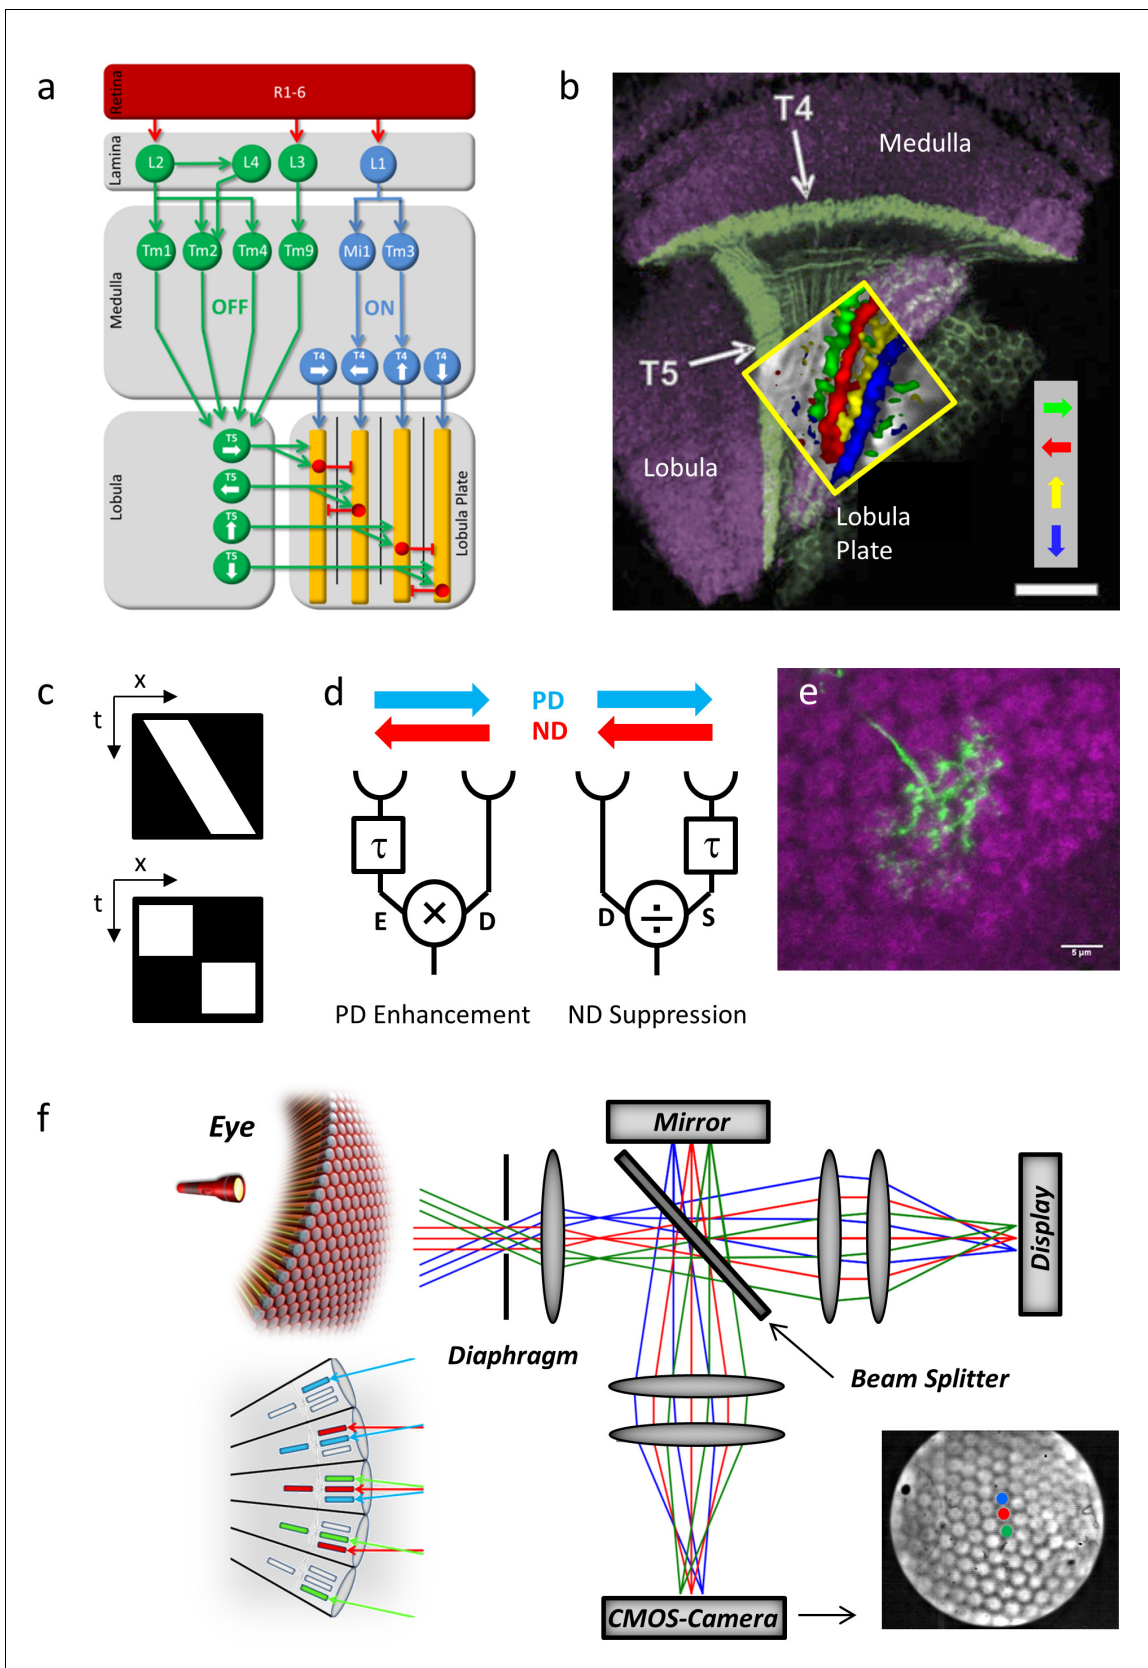 a
Retina
R1-6
Lamina
L2
L4
L3
L1
Medulla
Tm1
Tm2
Tm4
Tm9
Mi1
Tm3
OFF
ON
T4
T4
T4
T4
Lobula
T5
T5
T5
T5
Lobula Plate
b
T4
Medulla
T5
Lobula
Lobula
Plate
c
x
t
x
t
d
PD
ND
τ
τ
E
×
D
D
÷
S
PD Enhancement
ND Suppression
e
5 µm
f
Eye
Mirror
Display
Diaphragm
Beam Splitter
CMOS-Camera